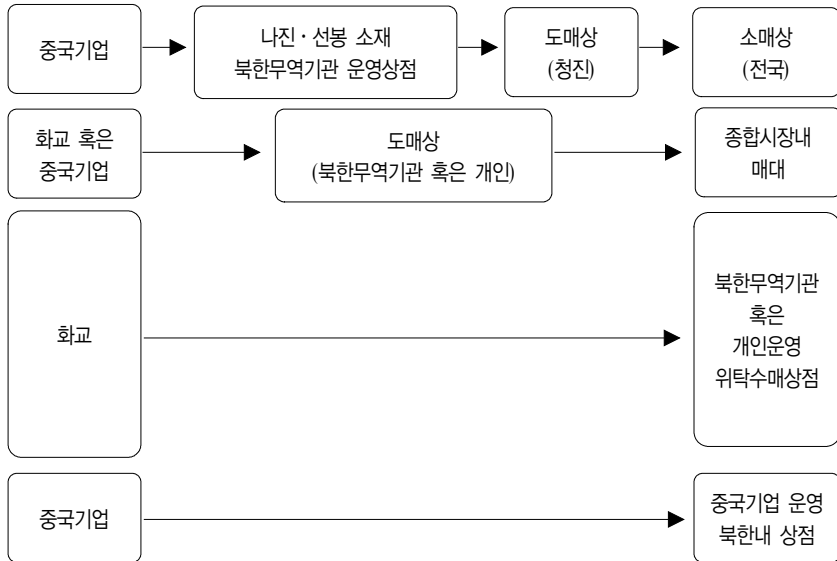 중국기업
나진·선봉 소재
북한무역기관 운영상점
도매상
(청진)
소매상
(전국)
화교 혹은
중국기업
도매상
(북한무역기관 혹은 개인)
종합시장내
매대
화교
북한무역기관
혹은
개인운영
위탁수매상점
중국기업
중국기업 운영
북한내 상점